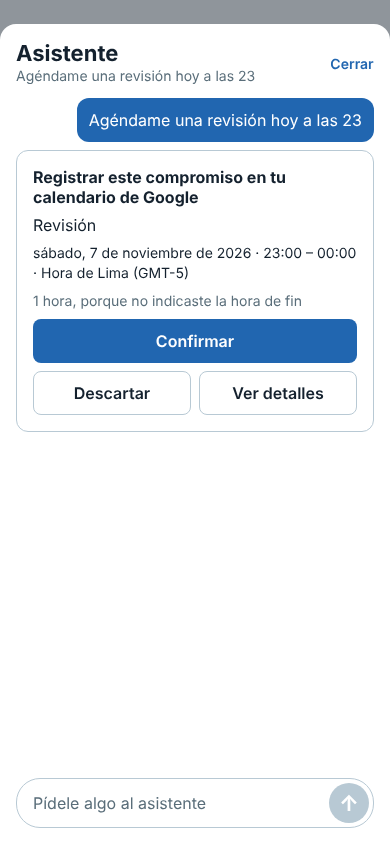 Asistente
Agéndame una revisión hoy a las 23
Cerrar
Agéndame una revisión hoy a las 23
Registrar este compromiso en tu
calendario de Google
Revisión
sábado, 7 de noviembre de 2026 · 23:00 – 00:00
· Hora de Lima (GMT-5)
1 hora, porque no indicaste la hora de fin
Confirmar
Descartar
Ver detalles
Pídele algo al asistente